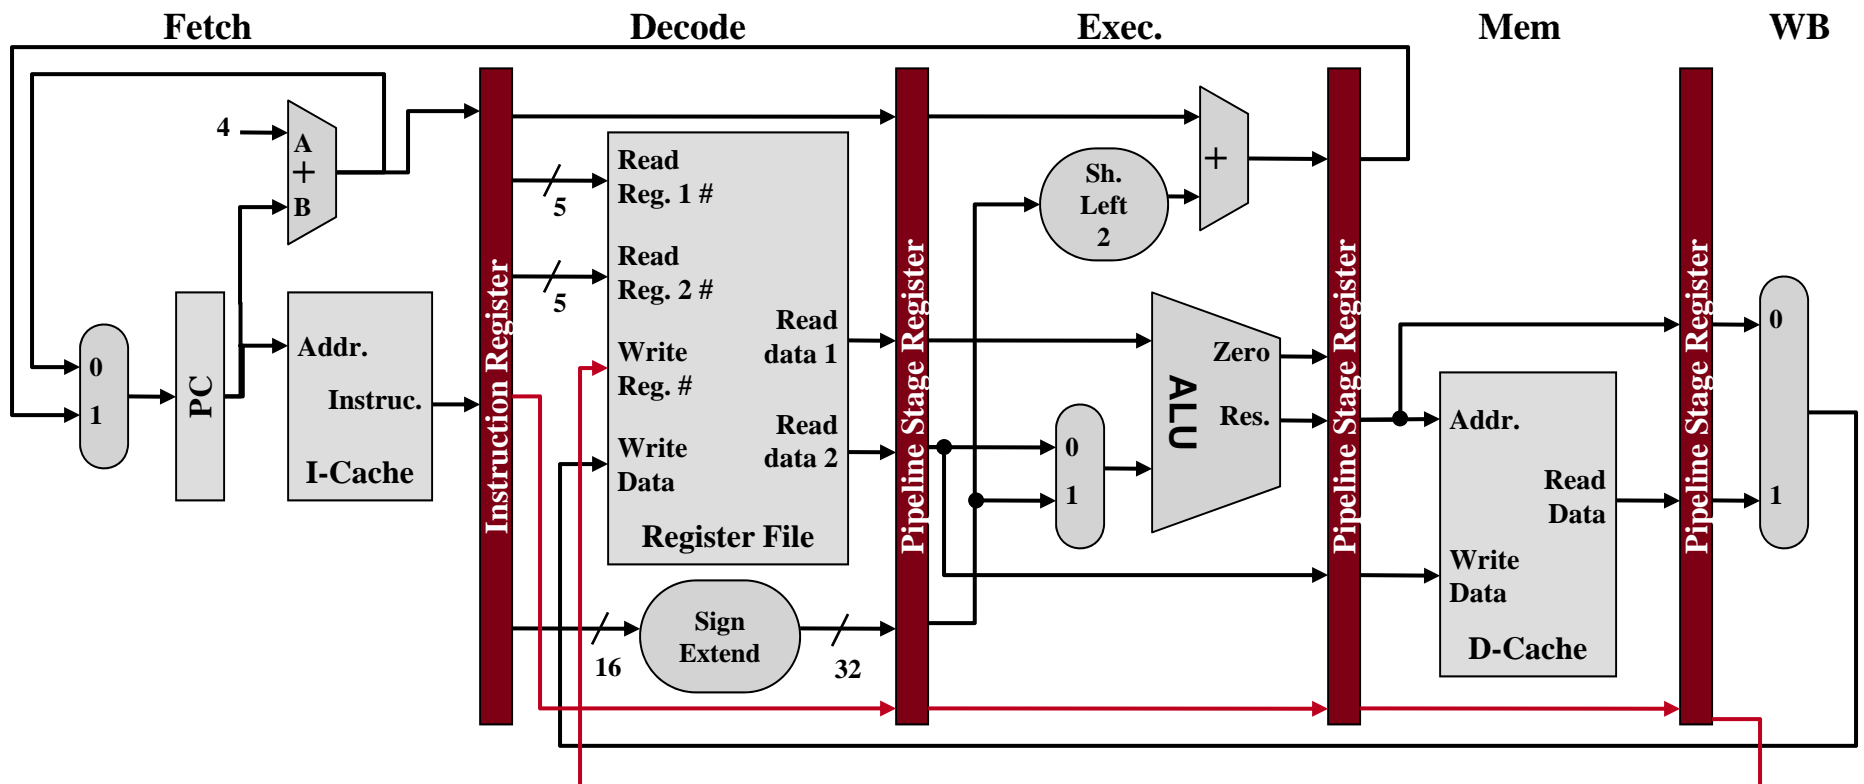 Fetch
Decode
Exec.
Mem
WB
4
A
+
B
0
1
PC
Addr.
Instruc.
I-Cache
Instruction Register
5
5
16
Read
Reg. 1 #
Read
Reg. 2 #
Write
Reg. #
Write
Data
Read
data 1
Read
data 2
Register File
Sign
Extend
32
Pipeline Stage Register
Sh.
Left
2
+
0
1
ALU
Zero
Res.
Pipeline Stage Register
Addr.
Read
Data
Write
Data
D-Cache
Pipeline Stage Register
0
1